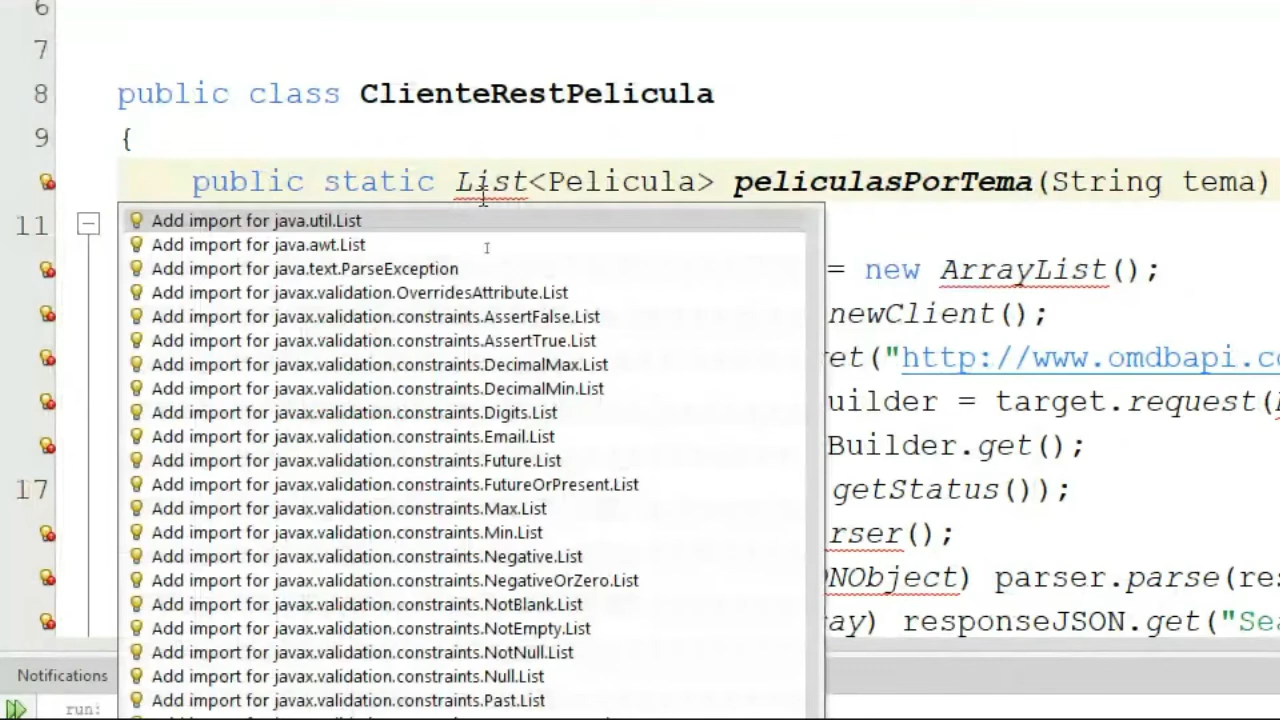 6
7
8 public class ClienteRestPelicula
9 {
public static List<Pelicula> peliculasPorTema(String tema)
11
Add import for java.util.List
Add import for java.awt.List
Add import for java.text.ParseException
= new ArrayList();
Add import for javax.validation.OverridesAttribute.List
Add import for javax.validation.constraints.AssertFalse.List
newClient();
Add import for javax.validation.constraints.AssertTrue.List
Add import for javax.validation.constraints.DecimalMax.List
et("http://www.omdbapi.co
Add import for javax.validation.constraints.DecimalMin.List
Add import for javax.validation.constraints.Digits.List
uilder = target.request(
Add import for javax.validation.constraints.Email.List
Builder.get();
Add import for javax.validation.constraints.Future.List
Add import for javax.validation.constraints.FutureOrPresent.List
17 getStatus());
Add import for javax.validation.constraints.Max.List
Add import for javax.validation.constraints.Min.List
rser();
Add import for javax.validation.constraints.Negative.List
Add import for javax.validation.constraints.NegativeOrZero.List
NObject) parser.parse(res
Add import for javax.validation.constraints.NotBlank.List
Add import for javax.validation.constraints.NotEmpty.List
ay) responseJSON.get("Sea
Add import for javax.validation.constraints.NotNull.List
Add import for javax.validation.constraints.Null.List
Notifications
Add import for javax.validation.constraints.Past.List
run: